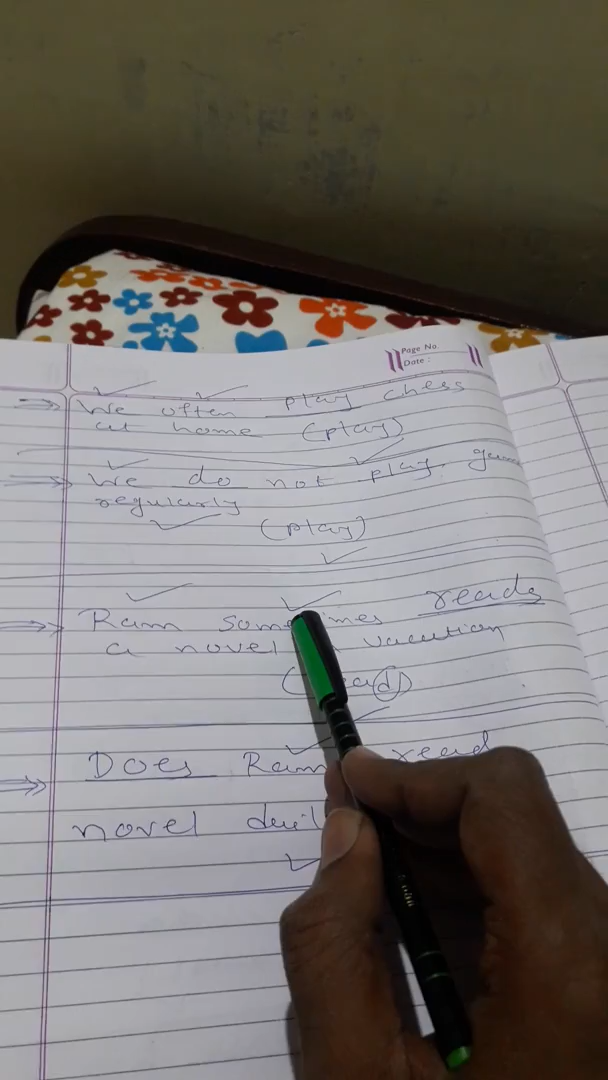 Page No.
Date:
We often play chess
at home (play)
We do not play
regularly
(play)
Ram reads
a novel vacation
Does Ram read
novel